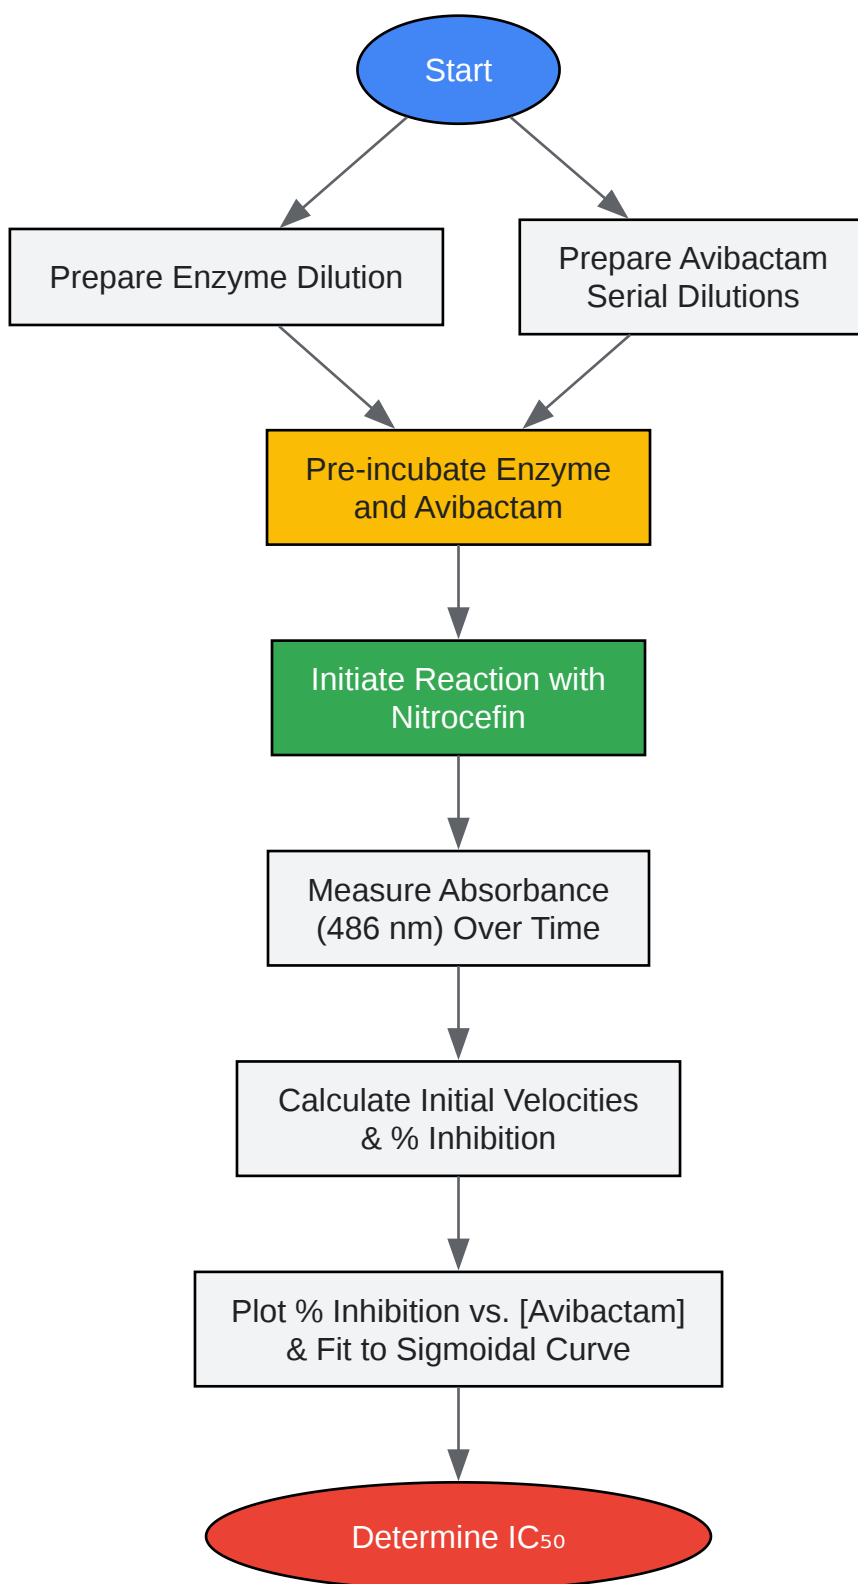 Start
Prepare Enzyme Dilution
Prepare Avibactam
Serial Dilutions
Pre-incubate Enzyme
and Avibactam
Initiate Reaction with
Nitrocefin
Measure Absorbance
(486 nm) Over Time
Calculate Initial Velocities
& % Inhibition
Plot % Inhibition vs. [Avibactam]
& Fit to Sigmoidal Curve
Determine IC₅₀